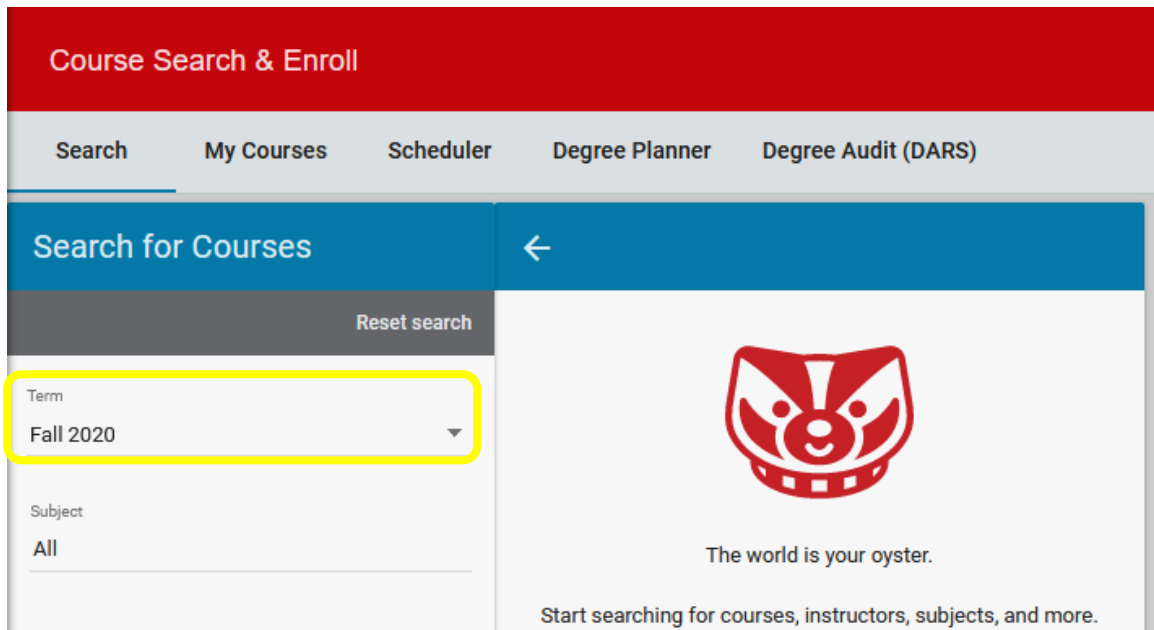 Course Search & Enroll
Search My Courses Scheduler Degree Planner Degree Audit (DARS)
Search for Courses
Reset search
Term
Fall 2020
Subject
All
The world is your oyster.
Start searching for courses, instructors, subjects, and more.